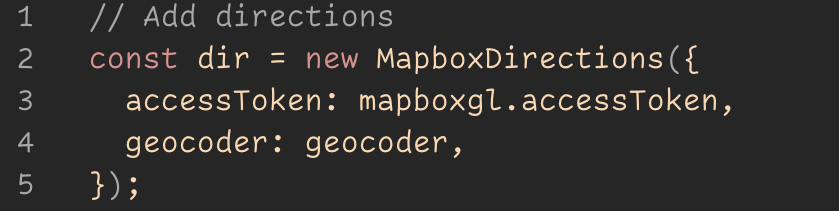 1 // Add directions
2 const dir = new MapboxDirections({
3 accessToken: mapboxgl.accessToken,
4 geocoder: geocoder,
5 });